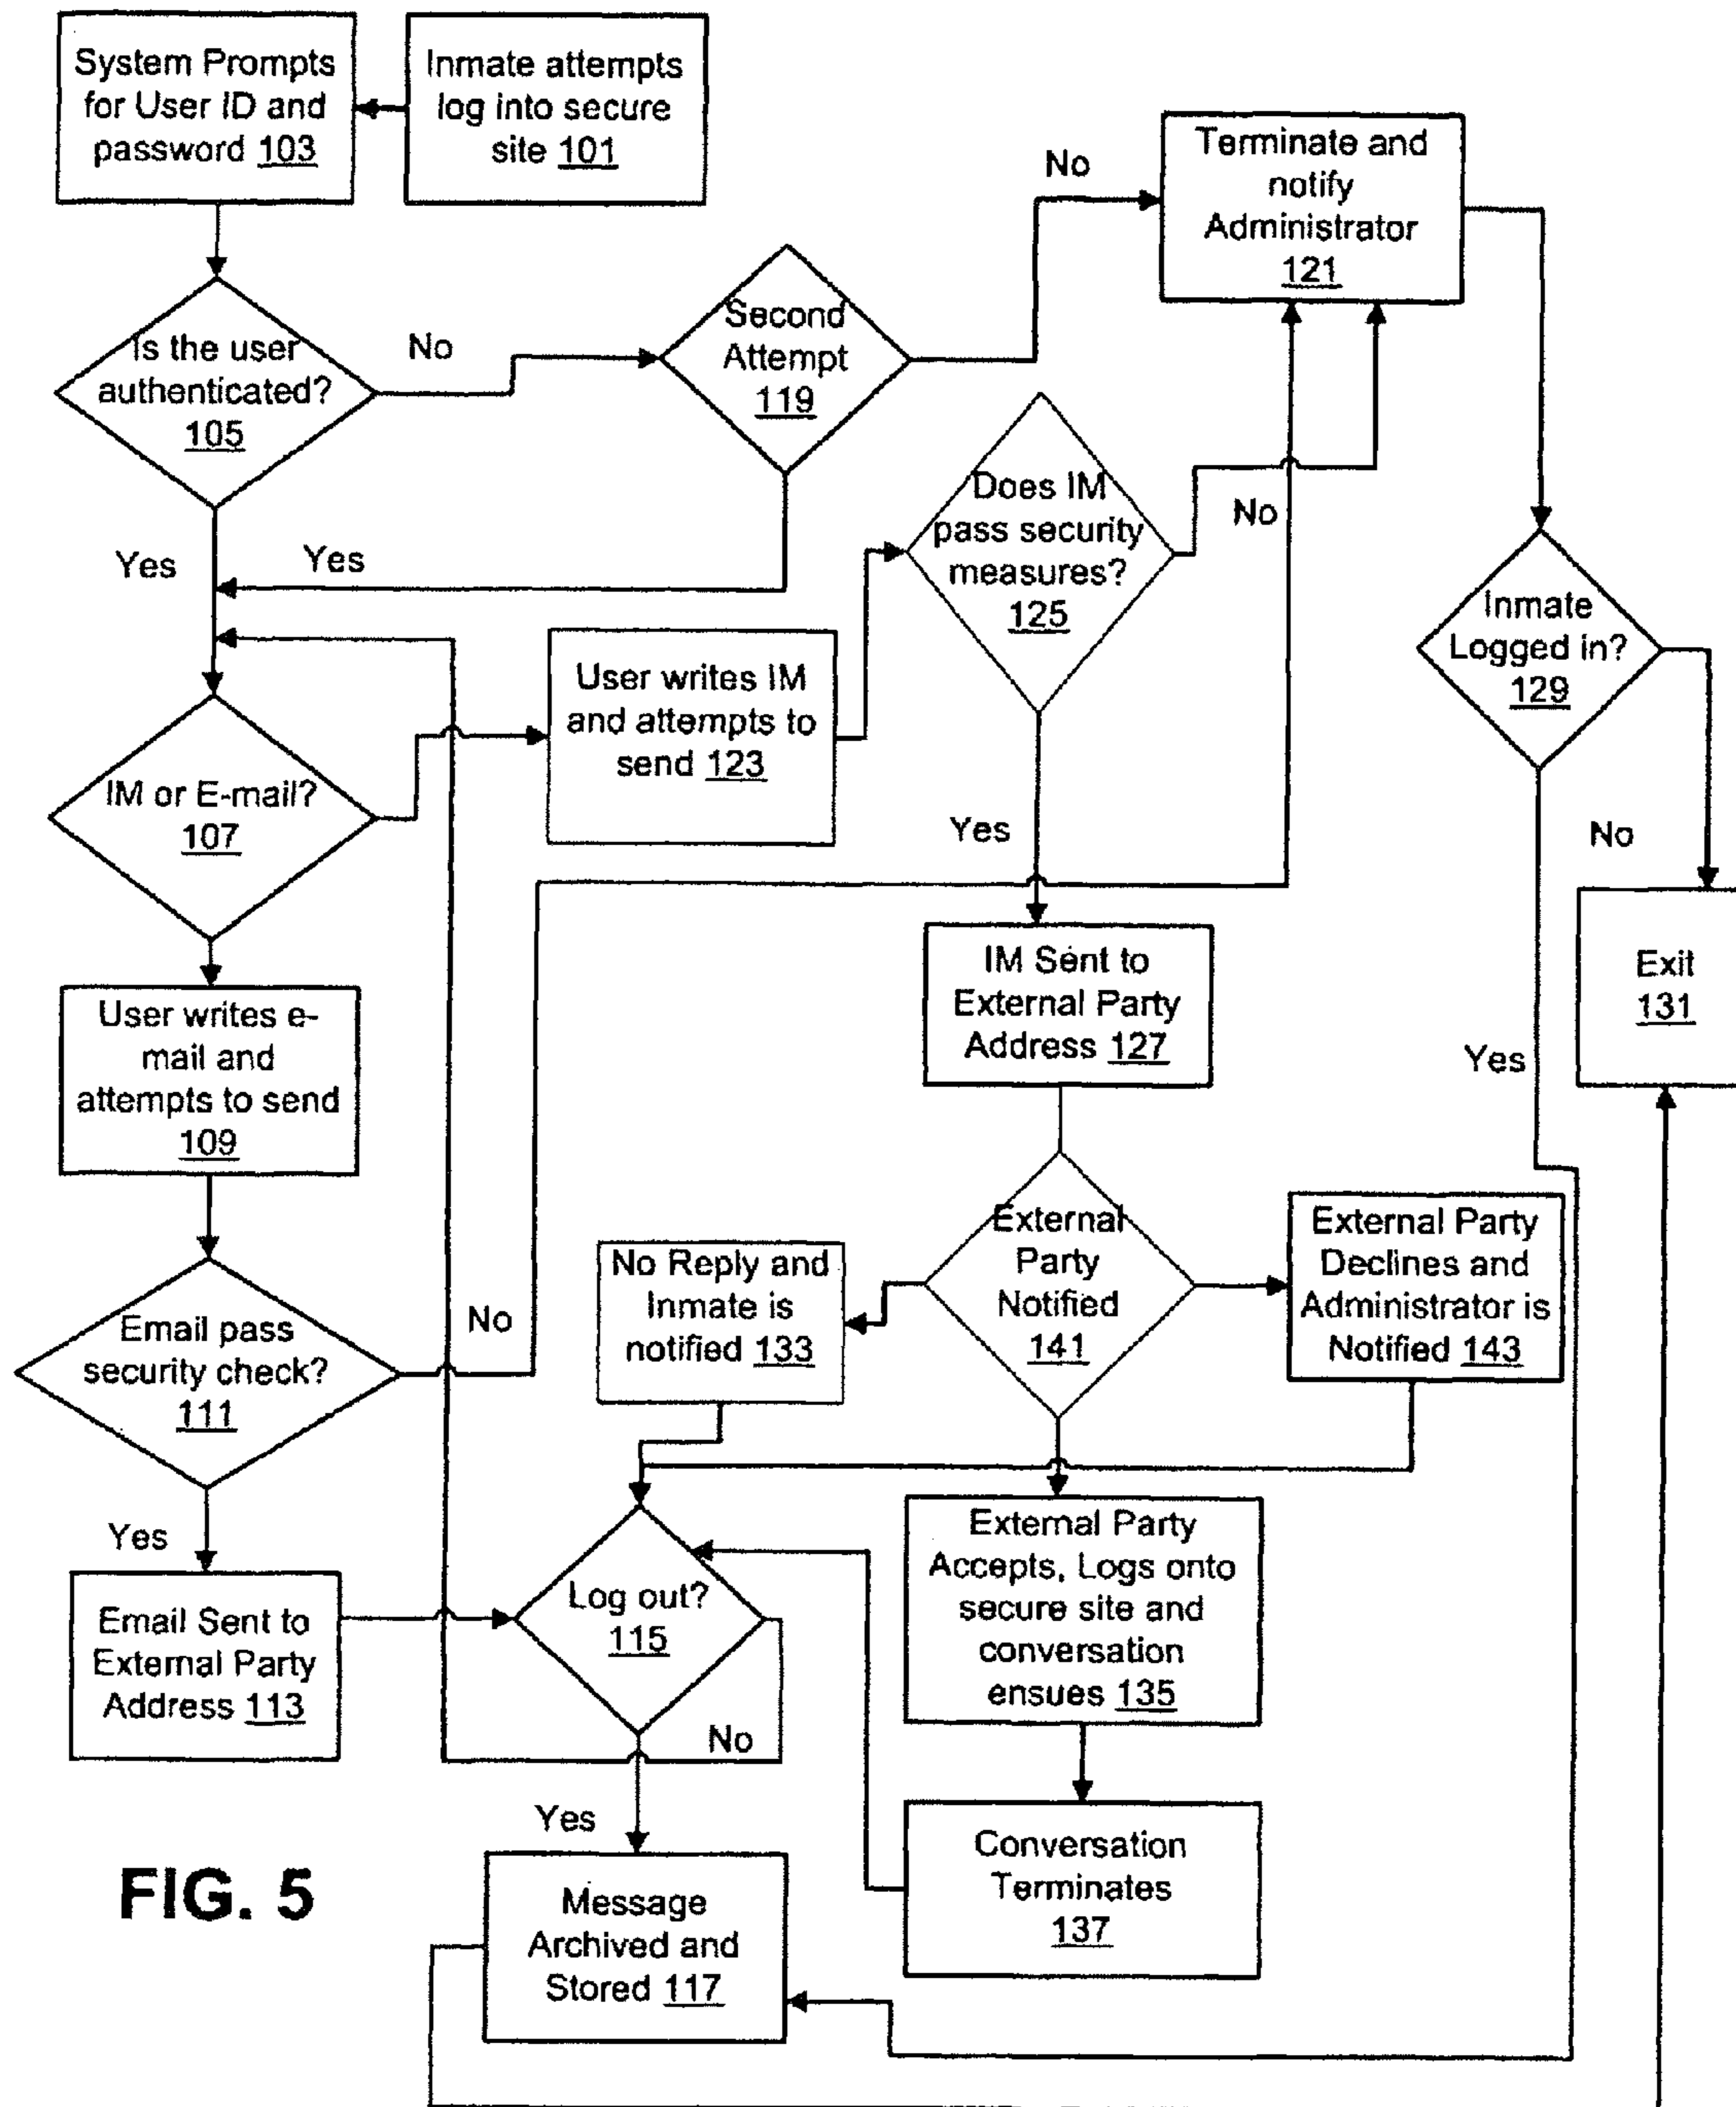 System Prompts
for User ID and
password 103
Inmate attempts
log into secure
site 101
Terminate and
notify
Administrator
121
No
Is the user
authenticated?
105
No
Second
Attempt
119
Yes
Yes
Does IM
pass security
measures?
125
No
Inmate
Logged in?
129
No
Yes
Exit
131
IM or E-mail?
107
User writes IM
and attempts to
send 123
Yes
IM Sent to
External Party
Address 127
User writes e-
mail and
attempts to send
109
Email pass
security check?
111
No
Yes
Email Sent to
External Party
Address 113
No Reply and
Inmate is
notified 133
External
Party
Notified
141
External Party
Declines and
Administrator is
Notified 143
Log out?
115
No
Yes
External Party
Accepts, Logs onto
secure site and
conversation
ensues 135
Conversation
Terminates
137
Message
Archived and
Stored 117
FIG. 5